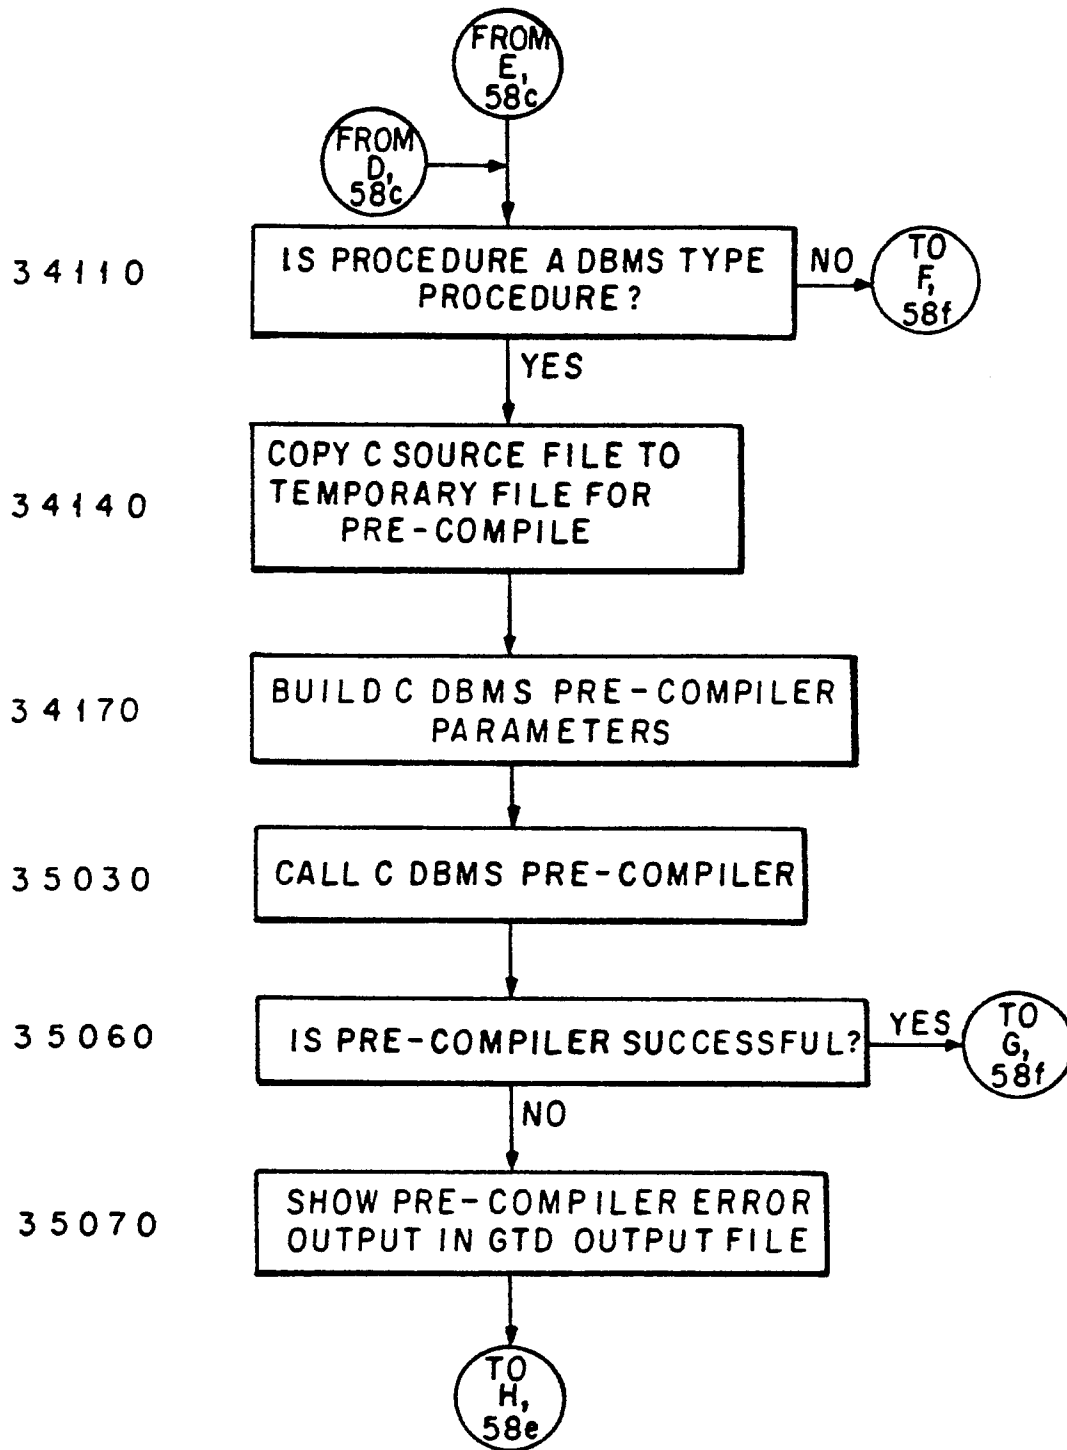 FROM
E,
58c
FROM
D,
58c
34110
IS PROCEDURE A DBMS TYPE
PROCEDURE?
NO
TO
F,
58f
YES
34140
COPY C SOURCE FILE TO
TEMPORARY FILE FOR
PRE-COMPILE
34170
BUILD C DBMS PRE-COMPILER
PARAMETERS
35030
CALL C DBMS PRE-COMPILER
35060
IS PRE-COMPILER SUCCESSFUL?
YES
TO
G,
58f
NO
35070
SHOW PRE-COMPILER ERROR
OUTPUT IN GTD OUTPUT FILE
TO
H,
58e